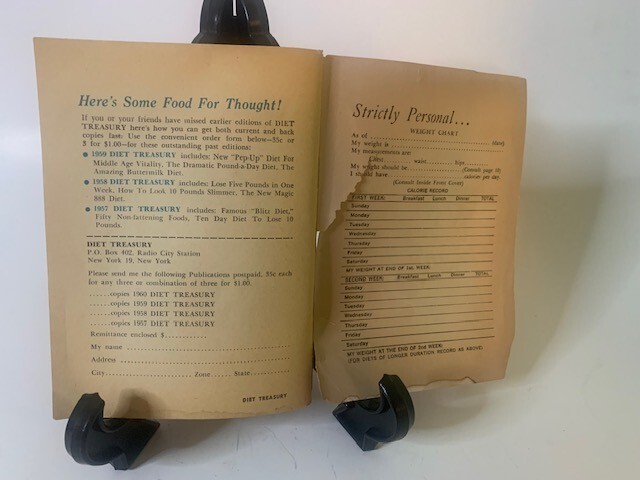 Here's Some Food For Thought!
If you or your friends have missed earlier editions of DIET
TREASURY here's how you can get both current and back
copies fast: Use the convenient order form below—35c or
3 for $1.00—for these outstanding past editions:
• 1959 DIET TREASURY includes: New "Pep-Up" Diet For
Middle Age Vitality, The Dramatic Pound-a-Day Diet, The
Amazing Buttermilk Diet.
• 1958 DIET TREASURY includes: Lose Five Pounds in One
Week, How To Look 10 Pounds Slimmer, The New Magic
888 Diet.
• 1957 DIET TREASURY includes: Famous "Blitz Diet,"
Fifty Non-fattening Foods, Ten Day Diet To Lose 10
Pounds.
DIET TREASURY
P.O. Box 402, Radio City Station
New York 19, New York
Please send me the following Publications postpaid, 35c each
for any three or combination of three for $1.00.
......copies 1960 DIET TREASURY
......copies 1959 DIET TREASURY
......copies 1958 DIET TREASURY
......copies 1957 DIET TREASURY
Remittance enclosed $............
My name
Address
City........................ Zone...... State............
DIET TREASURY
Strictly Personal...
WEIGHT CHART
As of
My weight is
My measurements are:
Chest waist hips
My weight should be (Consult page 10)
I should have calories per day
(Consult Inside Front Cover)
CALORIE RECORD
FIRST WEEK: Breakfast Lunch Dinner TOTAL
Sunday
Monday
Tuesday
Wednesday
Thursday
Friday
Saturday
MY WEIGHT AT END OF 1st. WEEK:
SECOND WEEK: Breakfast Lunch Dinner TOTAL
Sunday
Monday
Tuesday
Wednesday
Thursday
Friday
Saturday
MY WEIGHT AT THE END OF 2nd WEEK:
(FOR DIETS OF LONGER DURATION RECORD AS ABOVE)